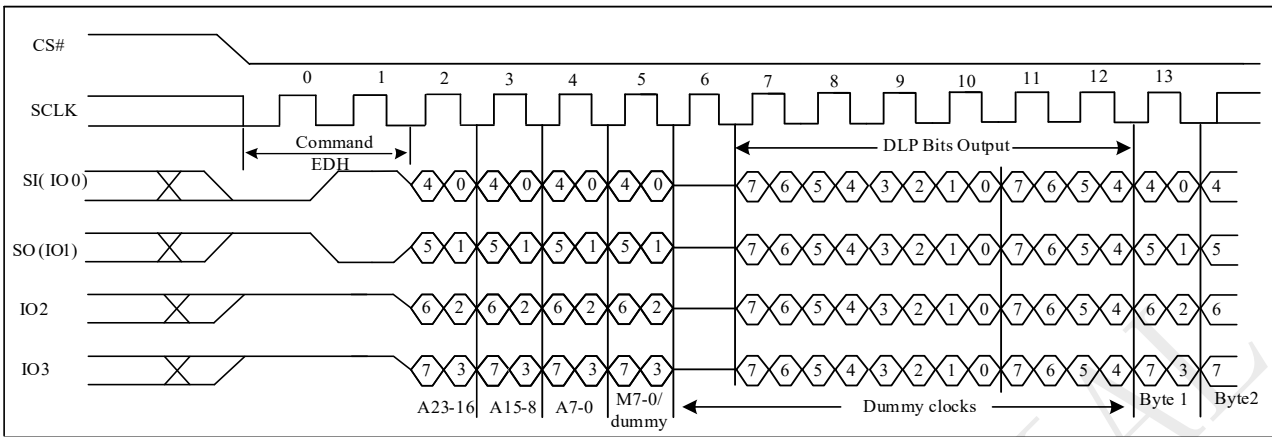 CS#
0 1 2 3 4 5 6 7 8 9 10 11 12 13
SCLK
Command
EDH
DLP Bits Output
SI( IO0)
4 0 4 0 4 0 4 0 7 6 5 4 3 2 1 0 7 6 5 4 4 0 4
SO (IO1)
5 1 5 1 5 1 5 1 7 6 5 4 3 2 1 0 7 6 5 4 5 1 5
IO2
6 2 6 2 6 2 6 2 7 6 5 4 3 2 1 0 7 6 5 4 6 2 6
IO3
7 3 7 3 7 3 7 3 7 6 5 4 3 2 1 0 7 6 5 4 7 3 7
A23-16 A15-8 A7-0 M7-0/
dummy
Dummy clocks
Byte 1 Byte2